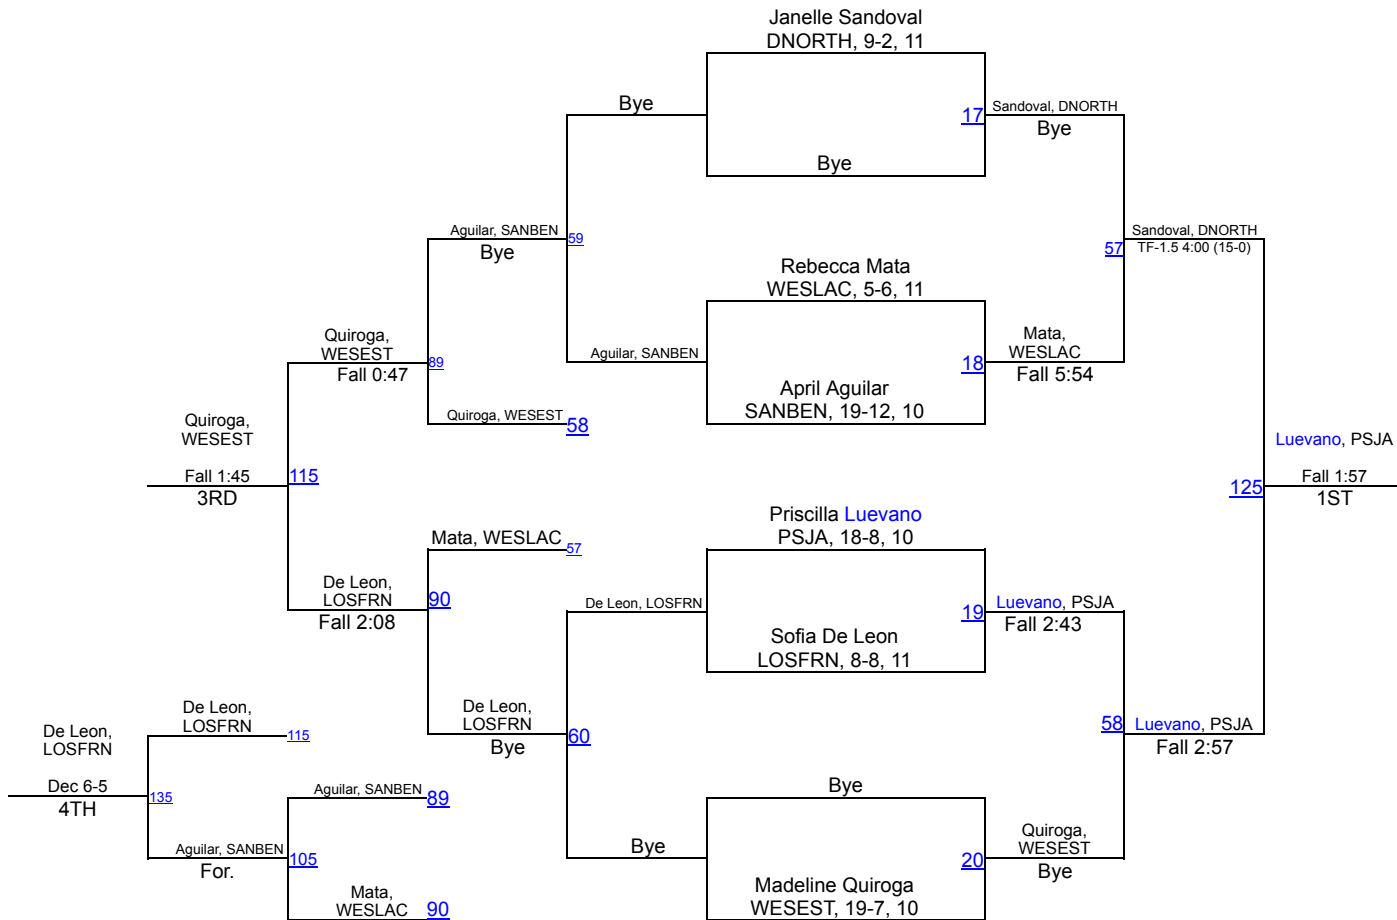 Janelle Sandoval
DNORTH, 9-2, 11
Bye
17
Sandoval, DNORTH
Bye
Bye
Aguilar, SANBEN
59
Bye
Sandoval, DNORTH
57
TF-1.5 4:00 (15-0)
Rebecca Mata
WESLAC, 5-6, 11
Quiroga,
WESEST
89
Fall 0:47
Aguilar, SANBEN
18
Mata,
WESLAC
Fall 5:54
April Aguilar
SANBEN, 19-12, 10
Quiroga, WESEST
58
Quiroga,
WESEST
Fall 1:45
115
3RD
Luevano, PSJA
125
Fall 1:57
1ST
Priscilla Luevano
PSJA, 18-8, 10
Mata, WESLAC
57
De Leon,
LOSFRN
90
Fall 2:08
De Leon, LOSFRN
19
Luevano, PSJA
Fall 2:43
Sofia De Leon
LOSFRN, 8-8, 11
De Leon,
LOSFRN
60
Bye
58
Luevano, PSJA
Fall 2:57
De Leon,
LOSFRN
115
De Leon,
LOSFRN
Dec 6-5
135
4TH
Aguilar, SANBEN
89
Bye
Aguilar, SANBEN
105
For.
Bye
20
Quiroga,
WESEST
Bye
Mata,
WESLAC
90
Madeline Quiroga
WESEST, 19-7, 10